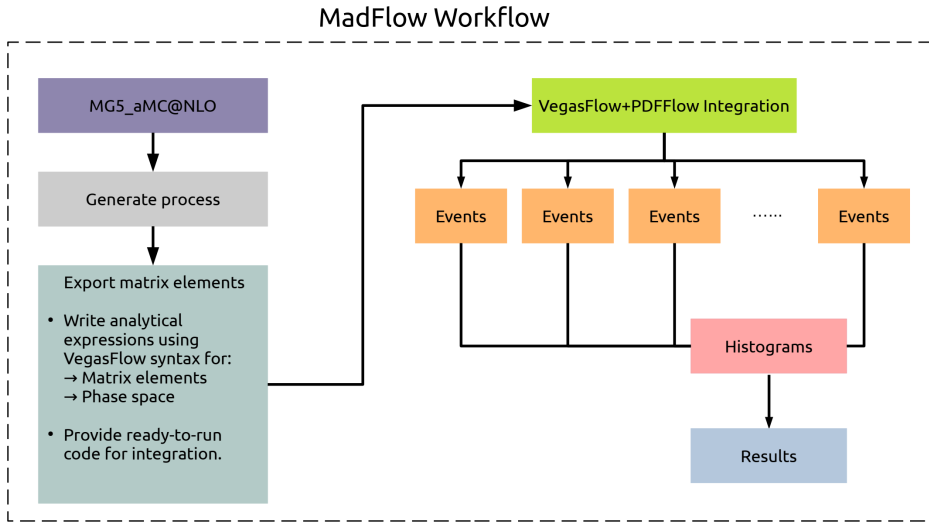 MadFlow Workflow
MG5_aMC@NLO
Generate process
Export matrix elements
• Write analytical
expressions using
VegasFlow syntax for:
→ Matrix elements
→ Phase space
• Provide ready-to-run
code for integration.
VegasFlow+PDFFlow Integration
Events
Events
Events
......
Events
Histograms
Results